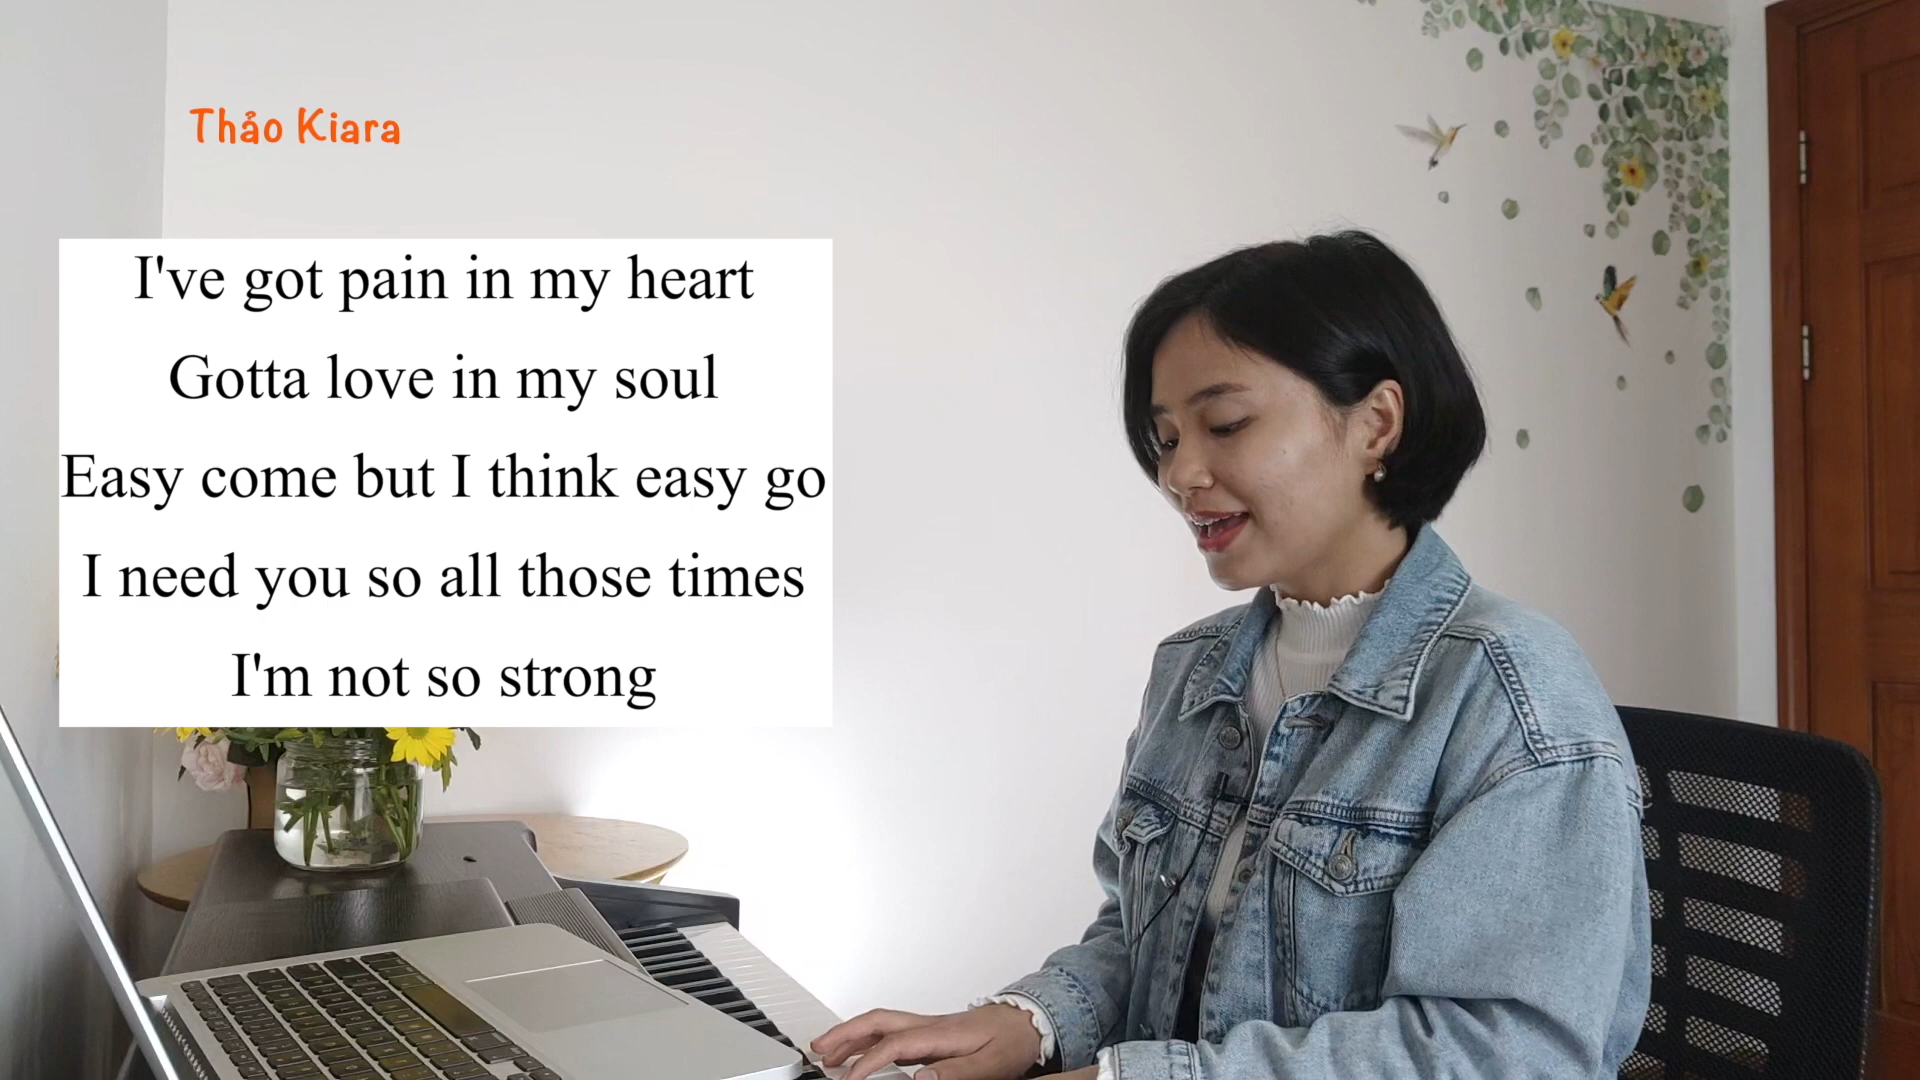 Thảo Kiara
I've got pain in my heart
Gotta love in my soul
Easy come but I think easy go
I need you so all those times
I'm not so strong